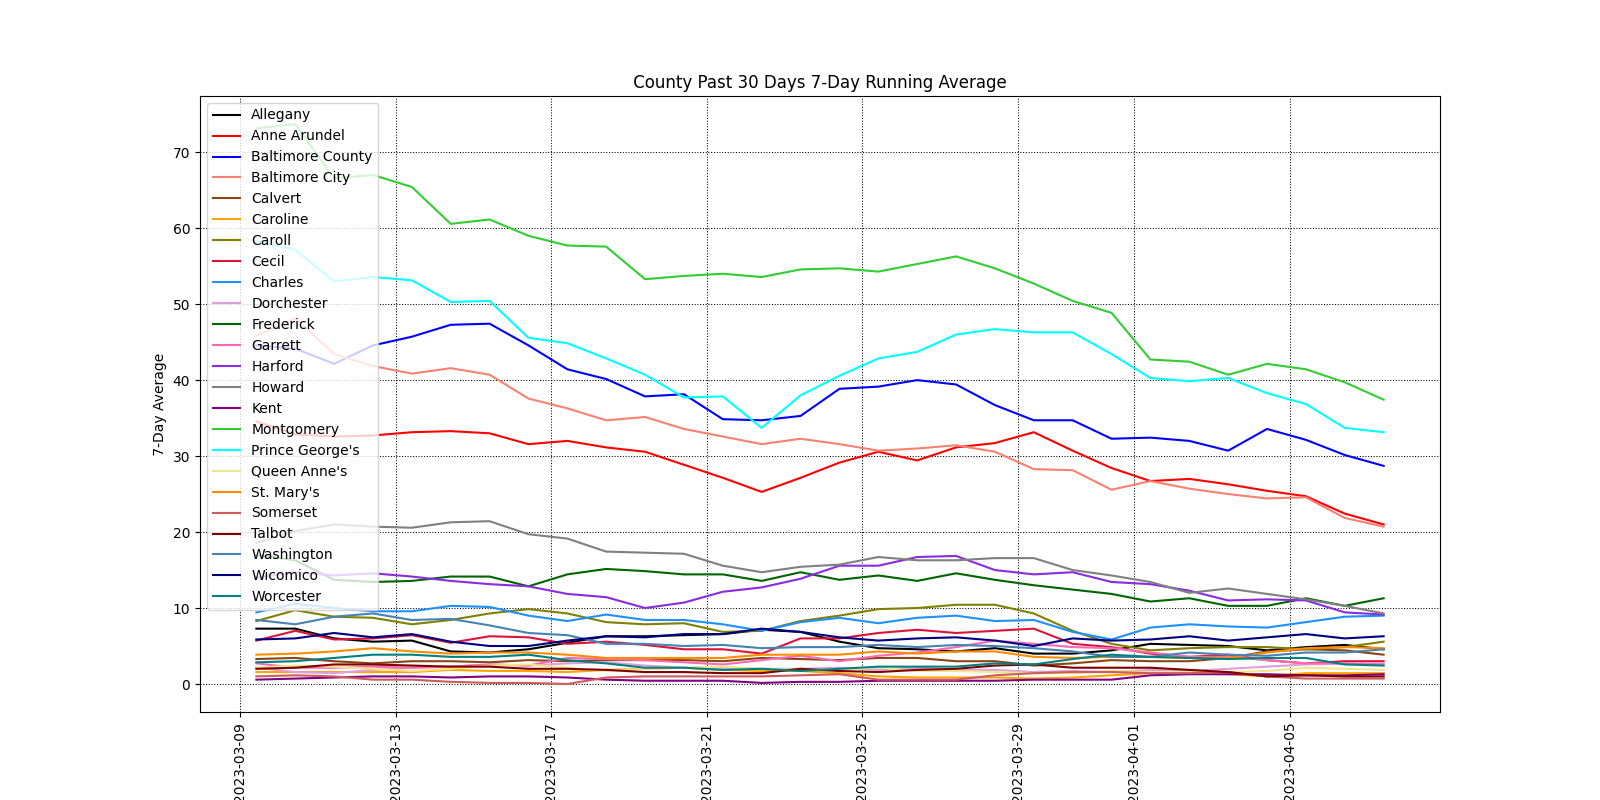 County Past 30 Days 7-Day Running Average
7-Day Average
70
60
50
40
30
20
10
0
Allegany
Anne Arundel
Baltimore County
Baltimore City
Calvert
Caroline
Caroll
Cecil
Charles
Dorchester
Frederick
Garrett
Harford
Howard
Kent
Montgomery
Prince George's
Queen Anne's
St. Mary's
Somerset
Talbot
Washington
Wicomico
Worcester
2023-03-09
2023-03-13
2023-03-17
2023-03-21
2023-03-25
2023-03-29
2023-04-01
2023-04-05